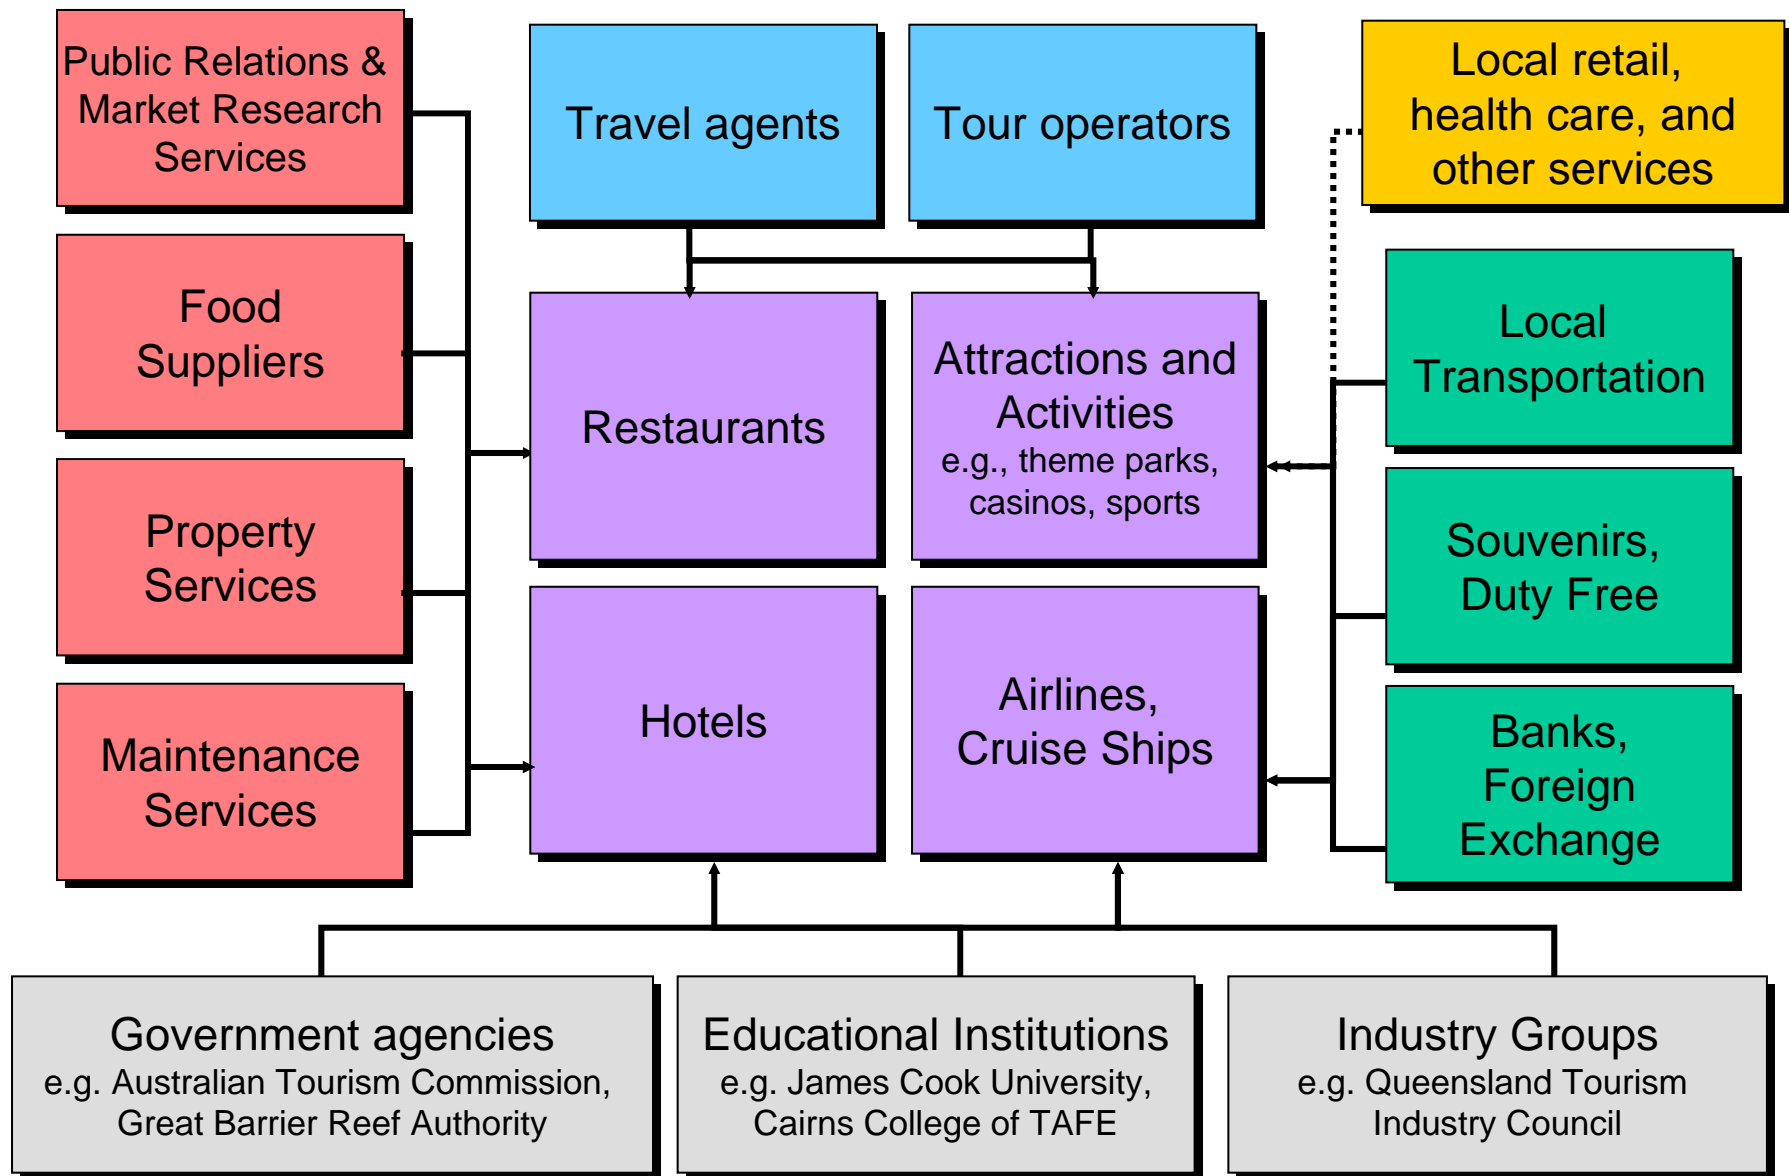 Public Relations &
Market Research
Services
Travel agents
Tour operators
Local retail,
health care, and
other services
Food
Suppliers
Restaurants
Attractions and
Activities
e.g., theme parks,
casinos, sports
Local
Transportation
Property
Services
Souvenirs,
Duty Free
Maintenance
Services
Hotels
Airlines,
Cruise Ships
Banks,
Foreign
Exchange
Government agencies
e.g. Australian Tourism Commission,
Great Barrier Reef Authority
Educational Institutions
e.g. James Cook University,
Cairns College of TAFE
Industry Groups
e.g. Queensland Tourism
Industry Council